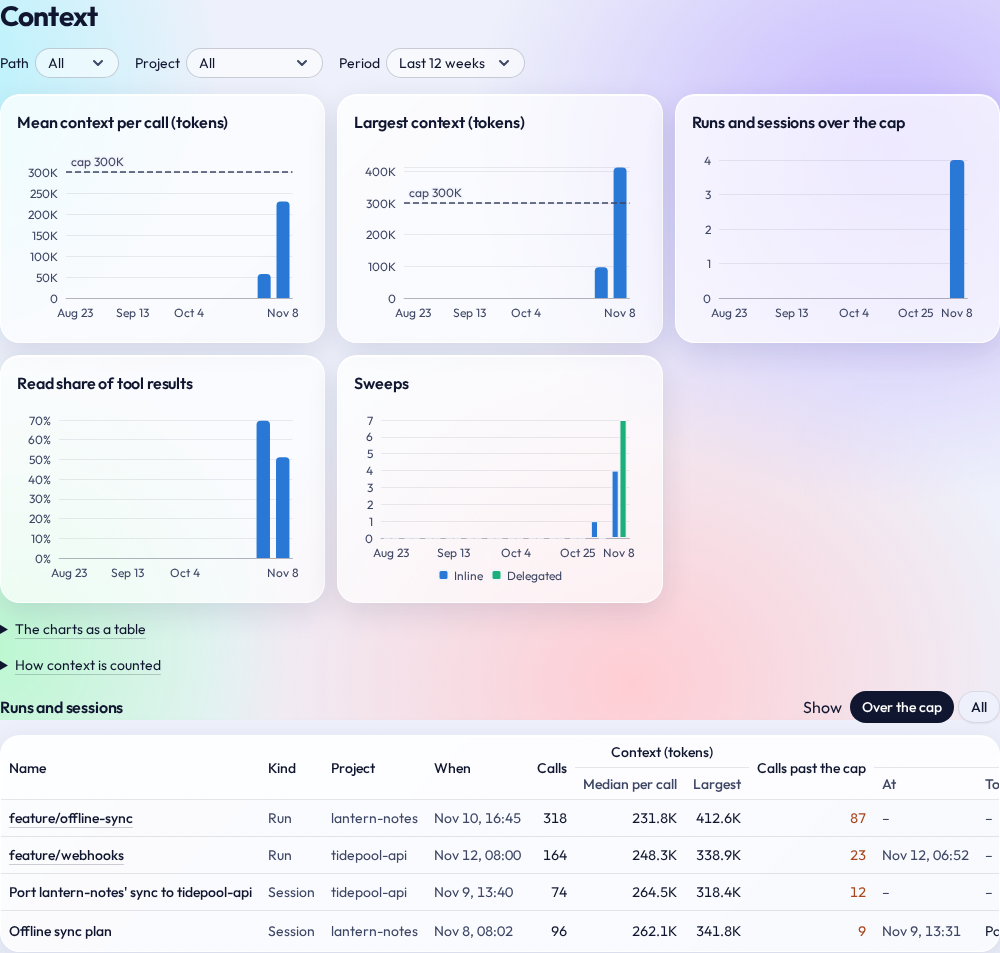 Context
Path All Project All Period Last 12 weeks
Mean context per call (tokens)
cap 300K
300K
250K
200K
150K
100K
50K
0
Aug 23 Sep 13 Oct 4 Nov 8
Largest context (tokens)
400K
cap 300K
300K
200K
100K
0
Aug 23 Sep 13 Oct 4 Nov 8
Runs and sessions over the cap
4
3
2
1
0
Aug 23 Sep 13 Oct 4 Oct 25 Nov 8
Read share of tool results
70%
60%
50%
40%
30%
20%
10%
0%
Aug 23 Sep 13 Oct 4 Nov 8
Sweeps
7
6
5
4
3
2
1
0
Aug 23 Sep 13 Oct 4 Oct 25 Nov 8
Inline Delegated
The charts as a table
How context is counted
Runs and sessions Show Over the cap All
Context (tokens)
Name Kind Project When Calls Calls past the cap
Median per call Largest At
feature/offline-sync Run lantern-notes Nov 10, 16:45 318 231.8K 412.6K 87 – –
feature/webhooks Run tidepool-api Nov 12, 08:00 164 248.3K 338.9K 23 Nov 12, 06:52 –
Port lantern-notes' sync to tidepool-api Session tidepool-api Nov 9, 13:40 74 264.5K 318.4K 12 – –
Offline sync plan Session lantern-notes Nov 8, 08:02 96 262.1K 341.8K 9 Nov 9, 13:31